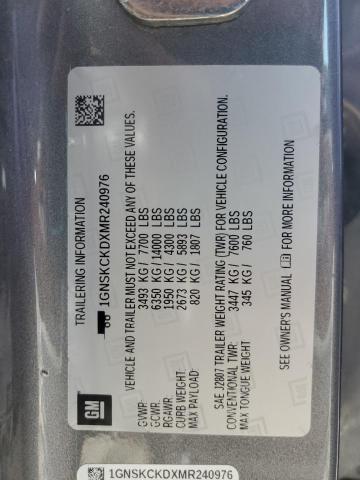 TRAILERING INFORMATION
1GNSKCKDXMR240976
VEHICLE AND TRAILER MUST NOT EXCEED ANY OF THESE VALUES.
GVWR: 3493 KG/ 7700 LBS
GCWR: 6350 KG/14000 LBS
RGAWR: 1950 KG/ 4300 LBS
CURB WEIGHT: 2673 KG/ 5893 LBS
MAX PAYLOAD: 820 KG/ 1807 LBS
SAE J2807 TRAILER WEIGHT RATING (TWR) FOR VEHICLE CONFIGURATION.
CONVENTIONAL TWR: 3447 KG/ 7600 LBS
MAX TONGUE WEIGHT 345 KG/ 760 LBS
SEE OWNER'S MANUAL FOR MORE INFORMATION
GM
1GNSKCKDXMR240976